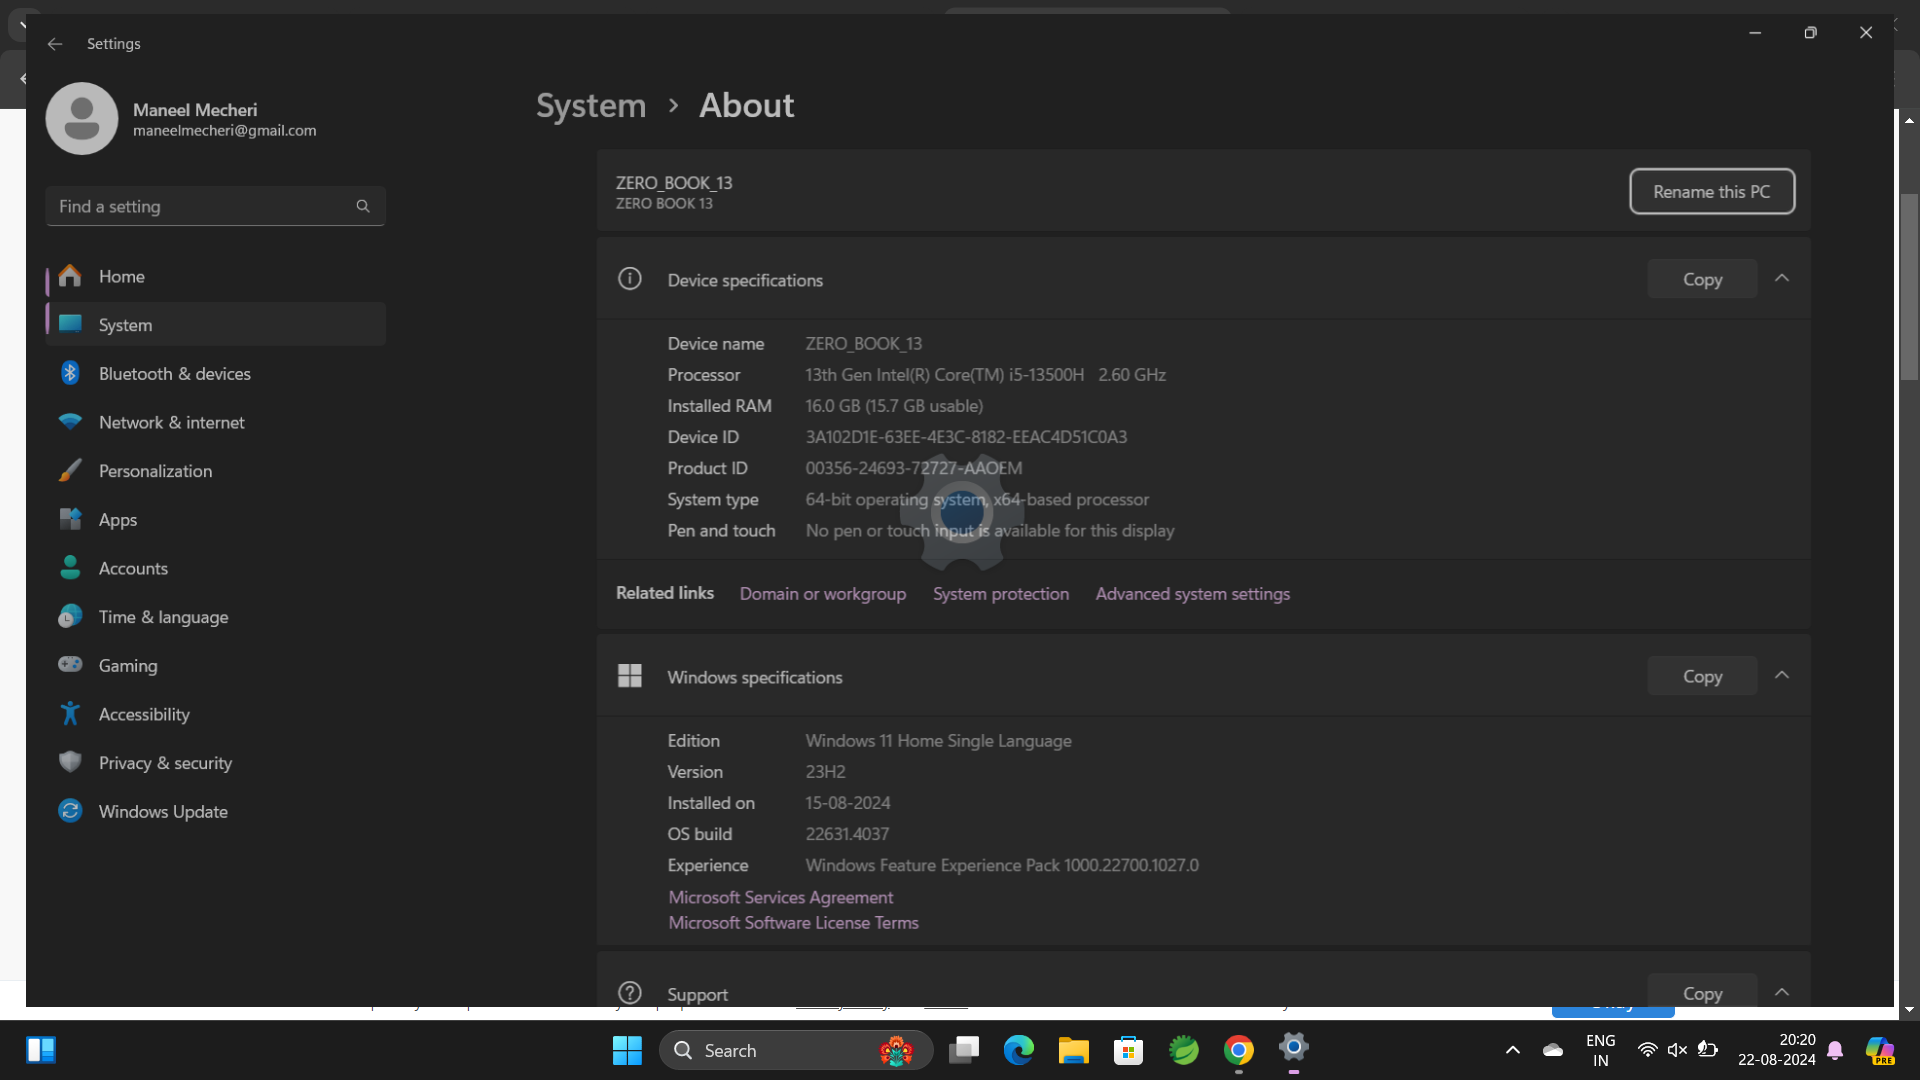 Settings
Maneel Mecheri
maneelmecheri@gmail.com
Find a setting
Home
System
Bluetooth & devices
Network & internet
Personalization
Apps
Accounts
Time & language
Gaming
Accessibility
Privacy & security
Windows Update
System > About
ZERO_BOOK_13
ZERO BOOK 13
Rename this PC
Device specifications
Copy
Device name ZERO_BOOK_13
Processor 13th Gen Intel(R) Core(TM) i5-13500H 2.60 GHz
Installed RAM 16.0 GB (15.7 GB usable)
Device ID 3A102D1E-63EE-4E3C-8182-EEAC4D51C0A3
Product ID 00356-24693-72727-AAOEM
System type 64-bit operating system, x64-based processor
Pen and touch No pen or touch input is available for this display
Related links Domain or workgroup System protection Advanced system settings
Windows specifications
Copy
Edition Windows 11 Home Single Language
Version 23H2
Installed on 15-08-2024
OS build 22631.4037
Experience Windows Feature Experience Pack 1000.22700.1027.0
Microsoft Services Agreement
Microsoft Software License Terms
Support
Copy
Search
ENG
IN
20:20
22-08-2024
PRE